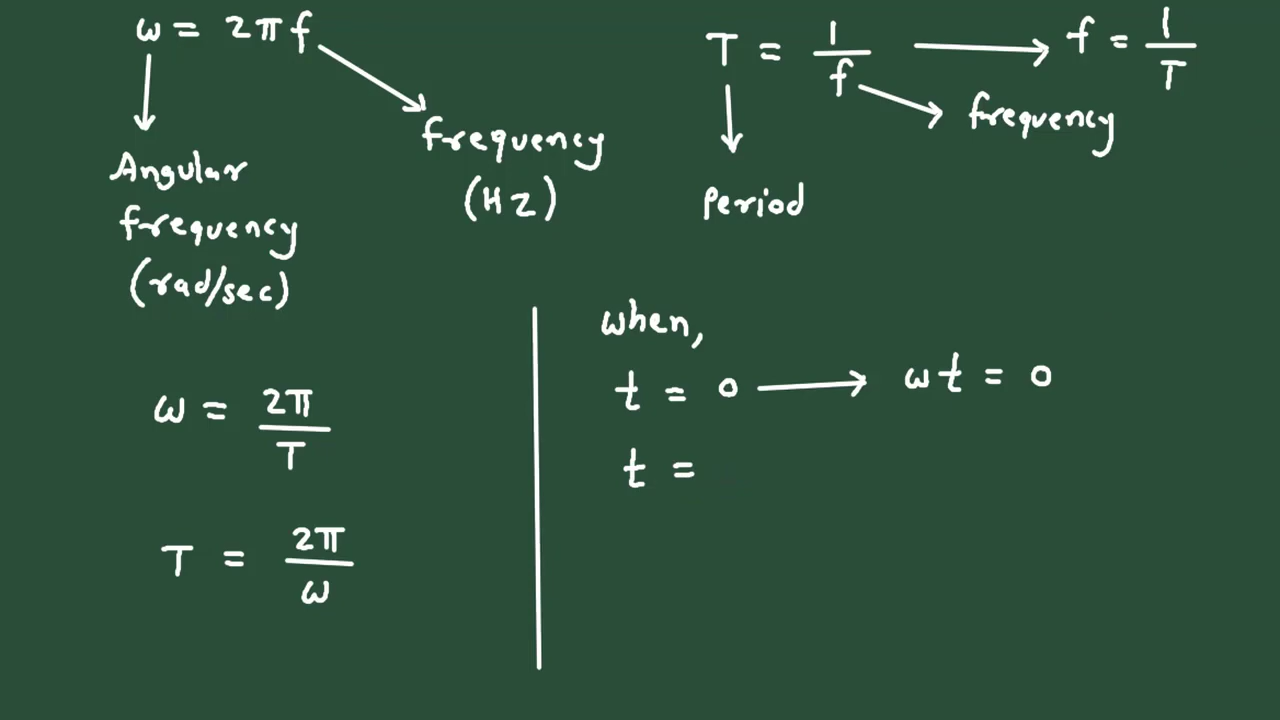 ω = 2πf
Angular
frequency
(rad/sec)
frequency
(Hz)
T = 1/f → f = 1/T
frequency
Period
ω = 2π/T
T = 2π/ω
when,
t = 0 → ωt = 0
t =